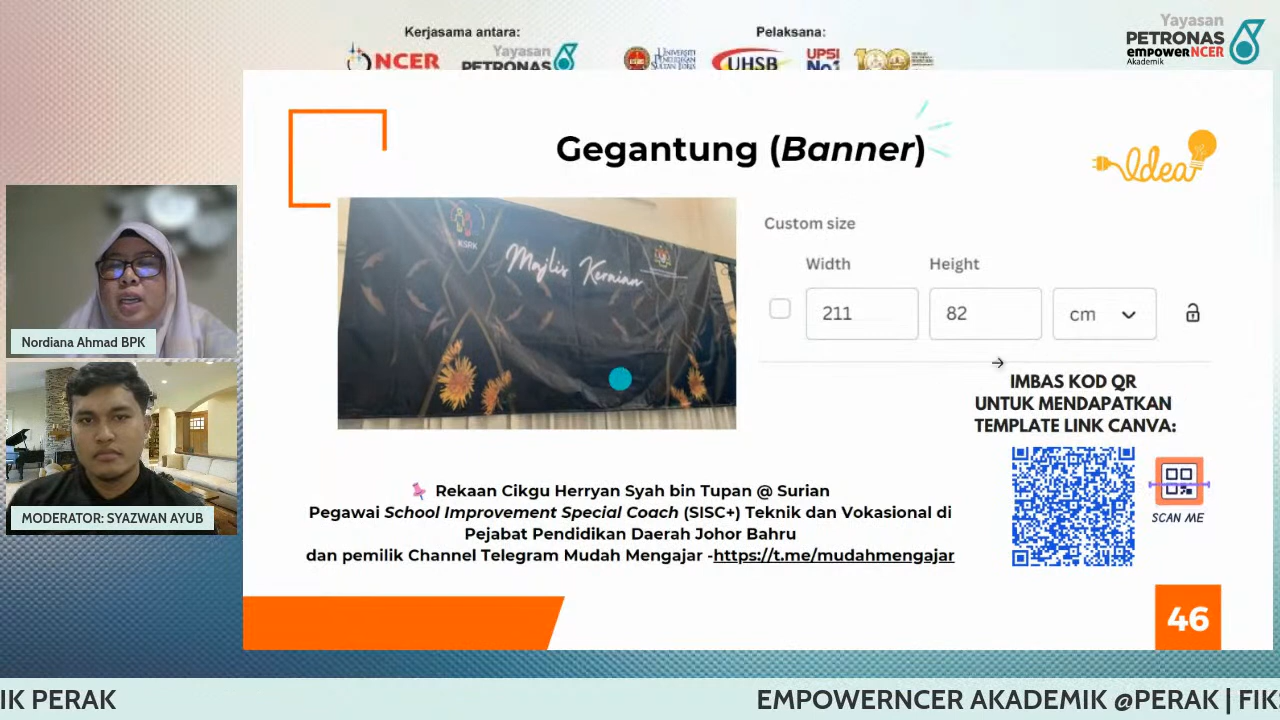 Kerjasama antara:
Pelaksana:
NCER
Yayasan
PETRONAS
UHSB
UPSI
No1
100
Yayasan
PETRONAS
empowerNCER
Akademik
Gegantung (Banner)
Idea
KSRK
Majlis Kernian
Custom size
Width
Height
211
82
cm
IMBAS KOD QR
UNTUK MENDAPATKAN
TEMPLATE LINK CANVA:
SCAN ME
Rekaan Cikgu Herryan Syah bin Tupan @ Surian
Pegawai School Improvement Special Coach (SISC+) Teknik dan Vokasional di
Pejabat Pendidikan Daerah Johor Bahru
dan pemilik Channel Telegram Mudah Mengajar -https://t.me/mudahmengajar
46
Nordiana Ahmad BPK
MODERATOR: SYAZWAN AYUB
IK PERAK
EMPOWERNCER AKADEMIK @PERAK | FIK